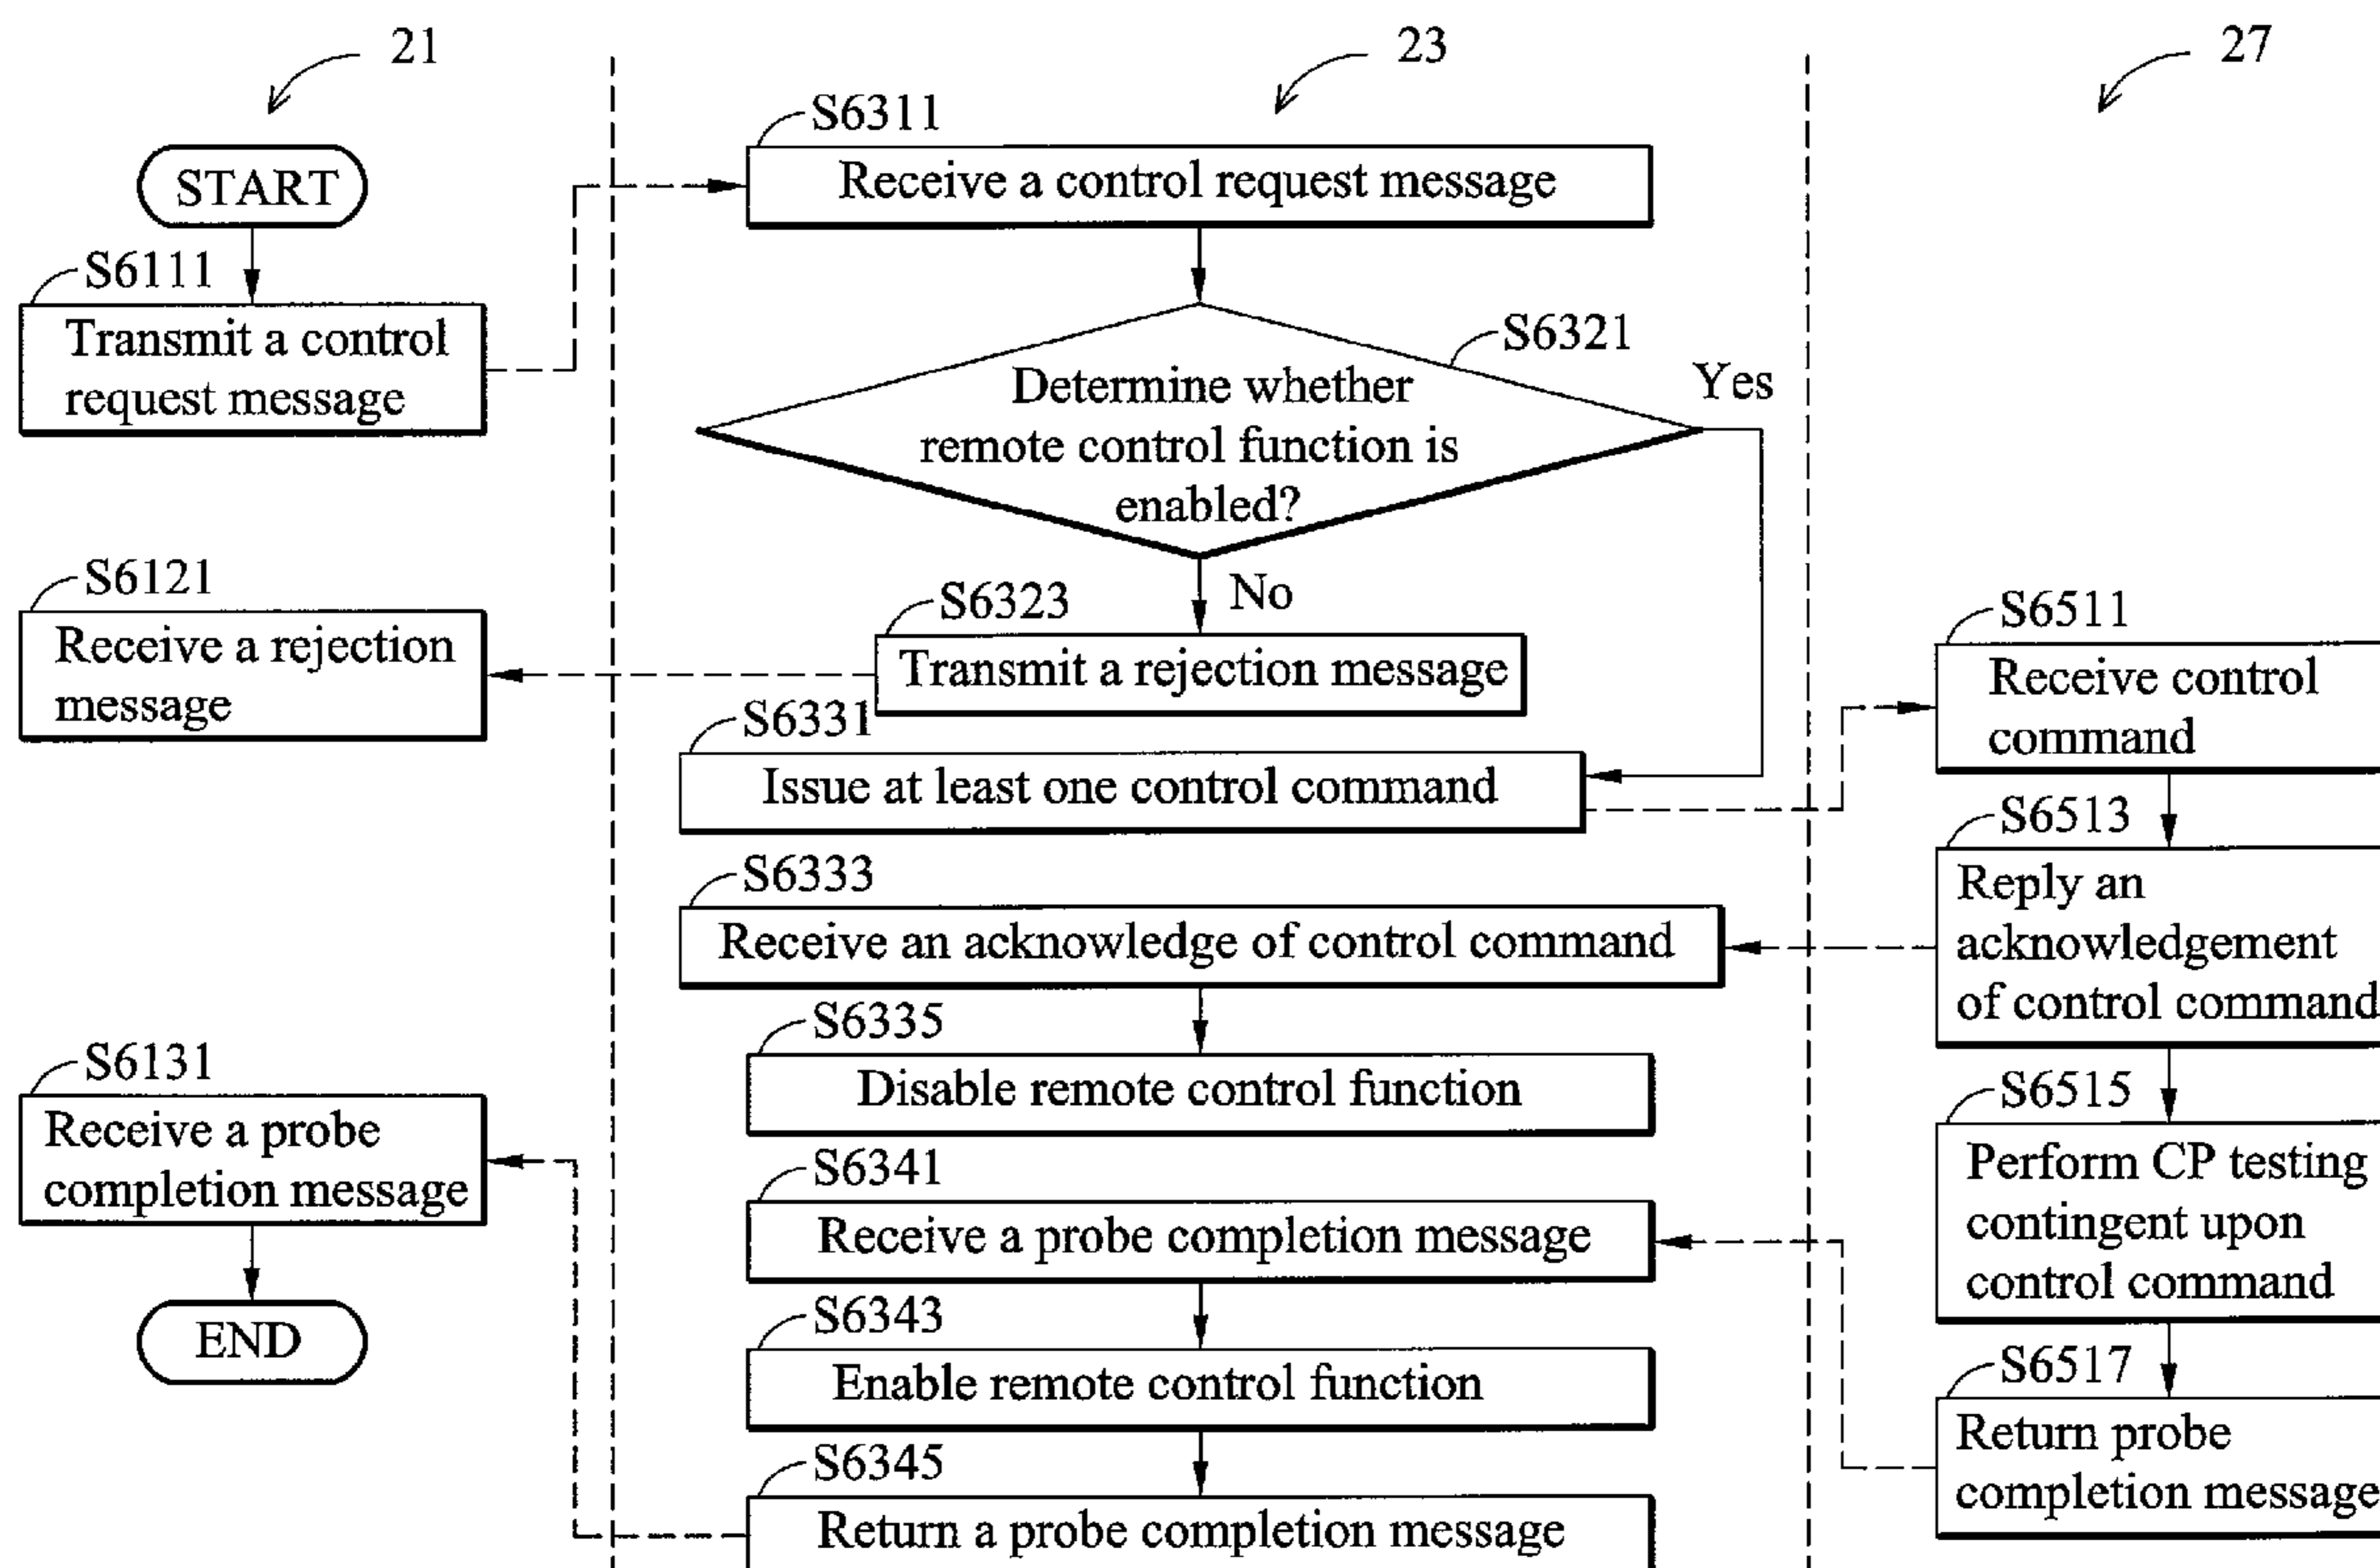 21
23
27
START
S6111
Transmit a control
request message
S6121
Receive a rejection
message
S6131
Receive a probe
completion message
END
S6311
Receive a control request message
S6321
Determine whether
remote control function is
enabled?
Yes
No
S6323
Transmit a rejection message
S6331
Issue at least one control command
S6333
Receive an acknowledge of control command
S6335
Disable remote control function
S6341
Receive a probe completion message
S6343
Enable remote control function
S6345
Return a probe completion message
S6511
Receive control
command
S6513
Reply an
acknowledgement
of control command
S6515
Perform CP testing
contingent upon
control command
S6517
Return probe
completion message